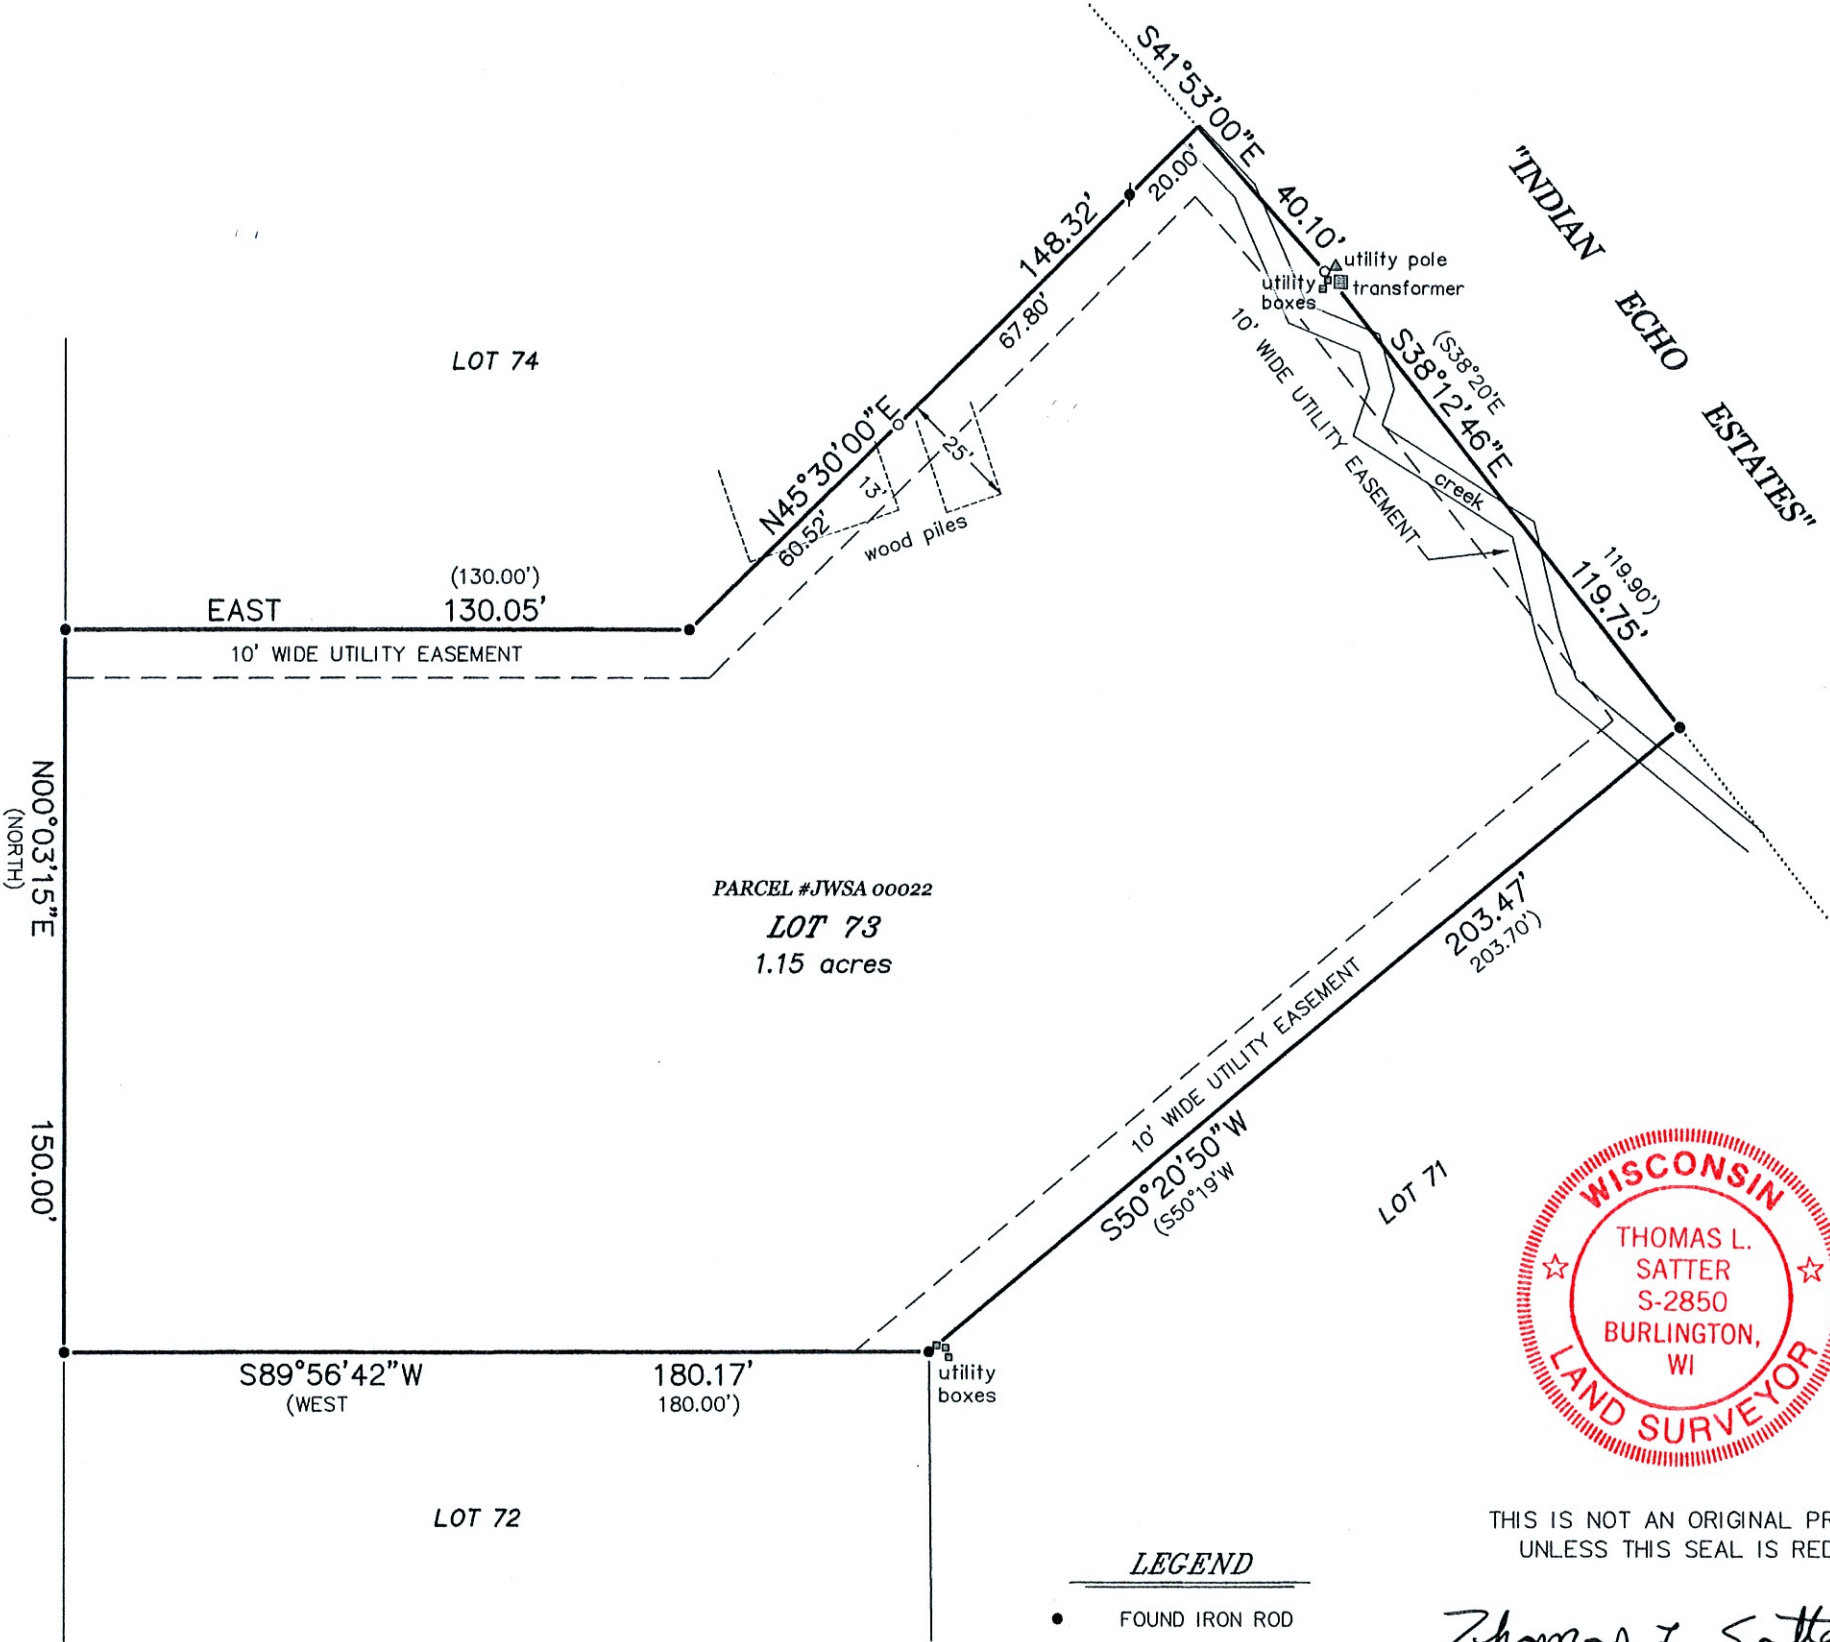 S41°53'00"E
40.10'
20.00'
148.32'
67.80'
N45°30'00"E
60.52'
13'
25'
wood piles
utility pole
transformer
utility
boxes
"INDIAN ECHO ESTATES"
(S38°20'E
S38°12'46"E
119.90')
119.75'
10' WIDE UTILITY EASEMENT
creek
LOT 74
(130.00')
EAST 130.05'
10' WIDE UTILITY EASEMENT
N00°03'15"E
(NORTH)
150.00'
PARCEL #JWSA 00022
LOT 73
1.15 acres
203.47'
203.70')
10' WIDE UTILITY EASEMENT
S50°20'50"W
(S50°19'W
LOT 71
S89°56'42"W 180.17'
(WEST 180.00')
utility
boxes
LOT 72
WISCONSIN
THOMAS L.
SATTER
S-2850
BURLINGTON,
WI
LAND SURVEYOR
THIS IS NOT AN ORIGINAL PR
UNLESS THIS SEAL IS RED
LEGEND
FOUND IRON ROD
Thomas L. Satte